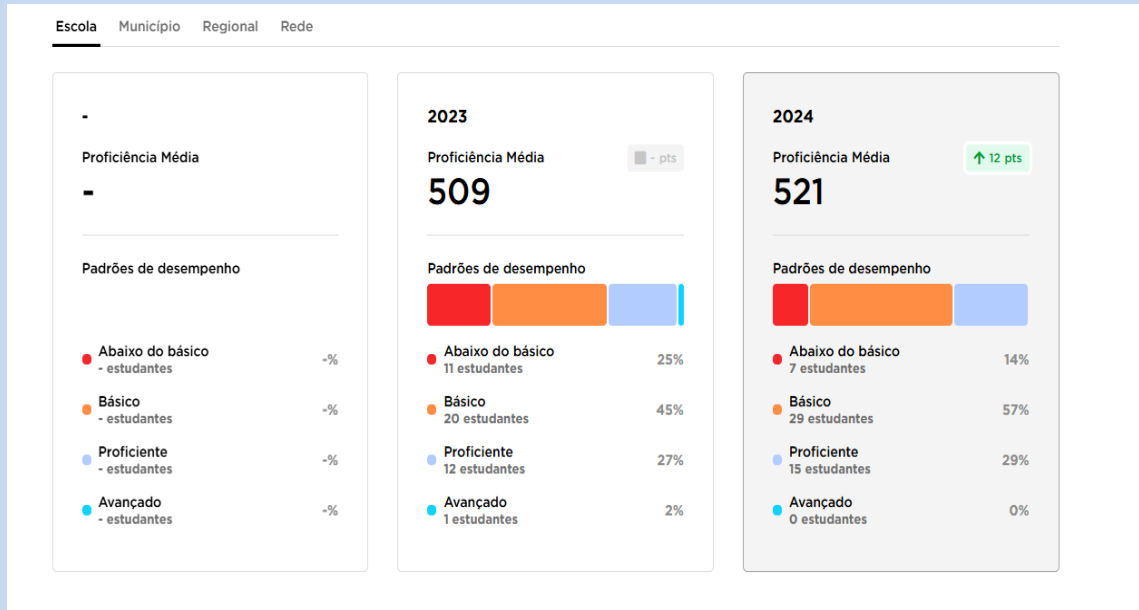 Escola Município Regional Rede
-
Proficiência Média
-
Padrões de desempenho
Abaixo do básico
- estudantes
-%
Básico
- estudantes
-%
Proficiente
- estudantes
-%
Avançado
- estudantes
-%
2023
Proficiência Média
- pts
509
Padrões de desempenho
Abaixo do básico
11 estudantes
25%
Básico
20 estudantes
45%
Proficiente
12 estudantes
27%
Avançado
1 estudantes
2%
2024
Proficiência Média
↑ 12 pts
521
Padrões de desempenho
Abaixo do básico
7 estudantes
14%
Básico
29 estudantes
57%
Proficiente
15 estudantes
29%
Avançado
0 estudantes
0%